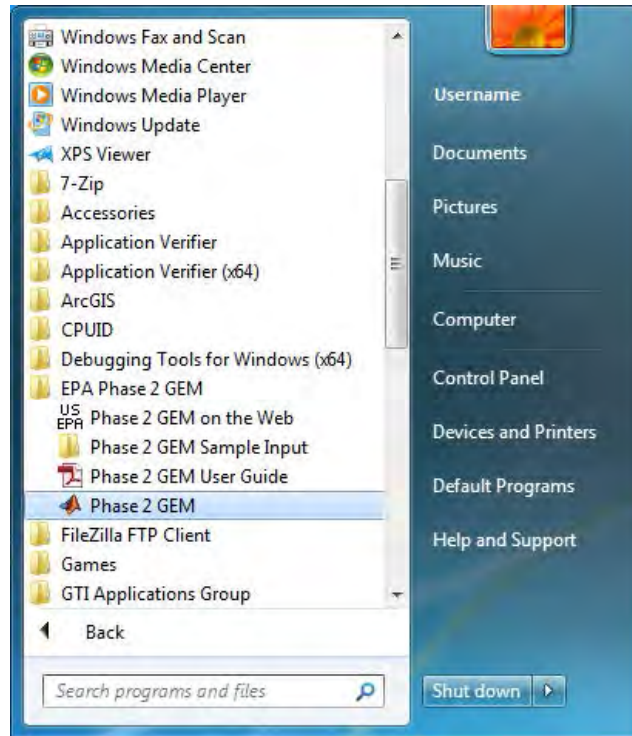 Windows Fax and Scan
Windows Media Center
Windows Media Player
Windows Update
XPS Viewer
7-Zip
Accessories
Application Verifier
Application Verifier (x64)
ArcGIS
CPUID
Debugging Tools for Windows (x64)
EPA Phase 2 GEM
US
EPA Phase 2 GEM on the Web
Phase 2 GEM Sample Input
Phase 2 GEM User Guide
Phase 2 GEM
FileZilla FTP Client
Games
GTI Applications Group
Back
Search programs and files
Username
Documents
Pictures
Music
Computer
Control Panel
Devices and Printers
Default Programs
Help and Support
Shut down